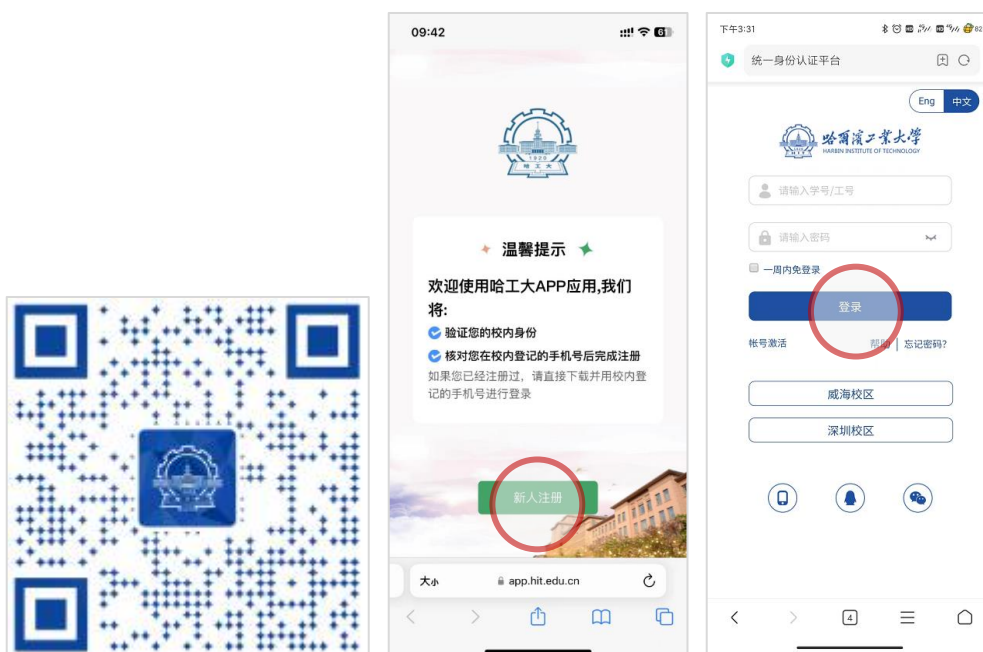 09:42
6
1920
哈工大
温馨提示
欢迎使用哈工大APP应用,我们
将:
验证您的校内身份
核对您在校内登记的手机号后完成注册
如果您已经注册过，请直接下载并用校内登
记的手机号进行登录
新人注册
大小
app.hit.edu.cn
下午3:31
82
统一身份认证平台
Eng
中文
哈尔滨工业大学
HARBIN INSTITUTE OF TECHNOLOGY
请输入学号/工号
请输入密码
一周内免登录
登录
帐号激活
帮助 | 忘记密码?
威海校区
深圳校区
4